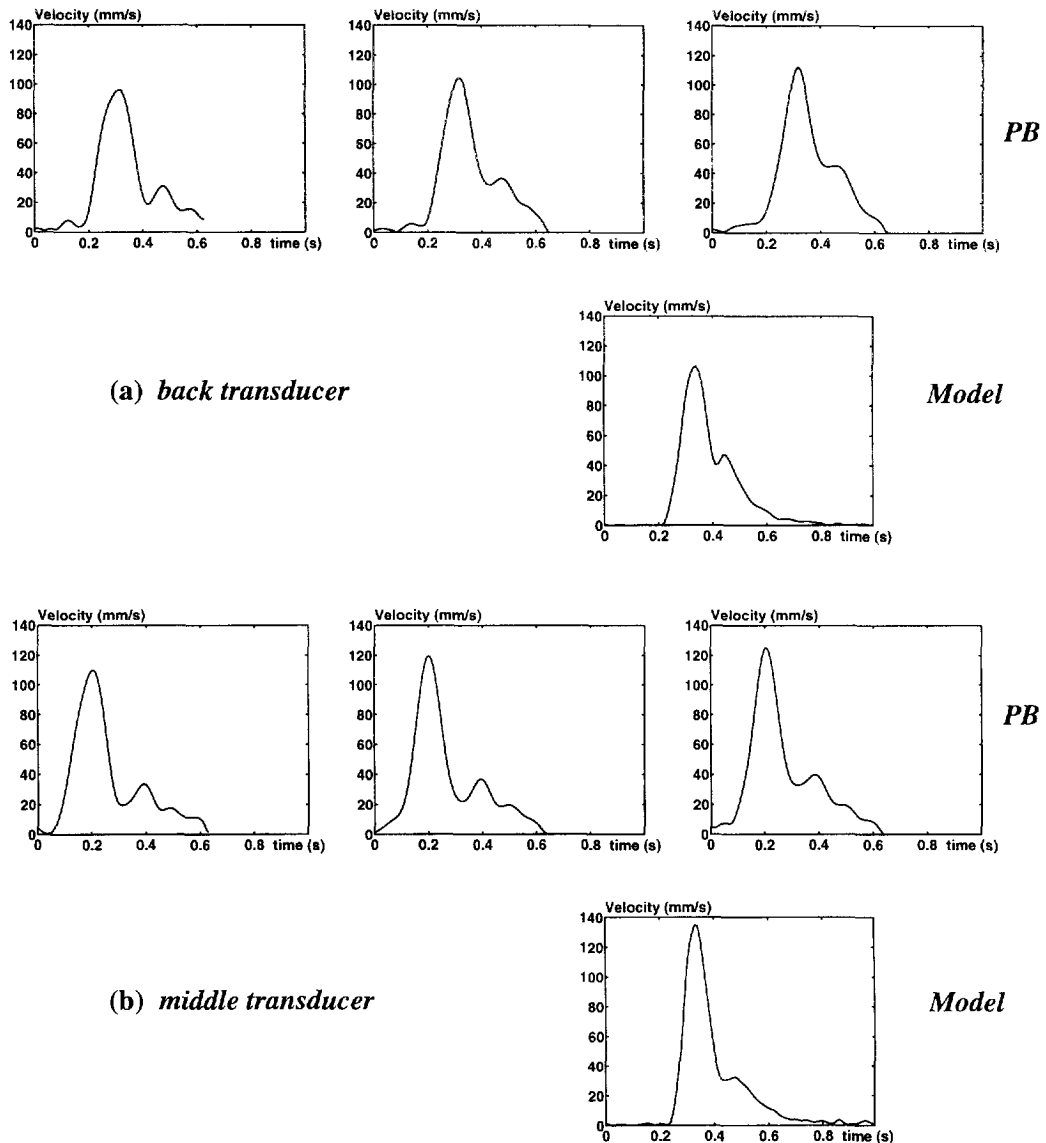 Velocity (mm/s) Velocity (mm/s) Velocity (mm/s)
140 140 140
120 120 120
100 100 100
80 80 80
60 60 60
40 40 40
20 20 20
0 0 0
0 0.2 0.4 0.6 time (s) 0 0.2 0.4 0.6 0.8 time (s) 0 0.2 0.4 0.6 0.8 time (s)
PB
Velocity (mm/s)
140
120
100
80
60
40
20
0
0 0.2 0.4 0.6 0.8 time (s)
(a) back transducer
Model
Velocity (mm/s) Velocity (mm/s) Velocity (mm/s)
140 140 140
120 120 120
100 100 100
80 80 80
60 60 60
40 40 40
20 20 20
0 0 0
0 0.2 0.4 0.6 0.8 time (s) 0 0.2 0.4 0.6 0.8 time (s) 0 0.2 0.4 0.6 0.8 time (s)
PB
Velocity (mm/s)
140
120
100
80
60
40
20
0
0 0.2 0.4 0.6 0.8 time (s)
(b) middle transducer
Model